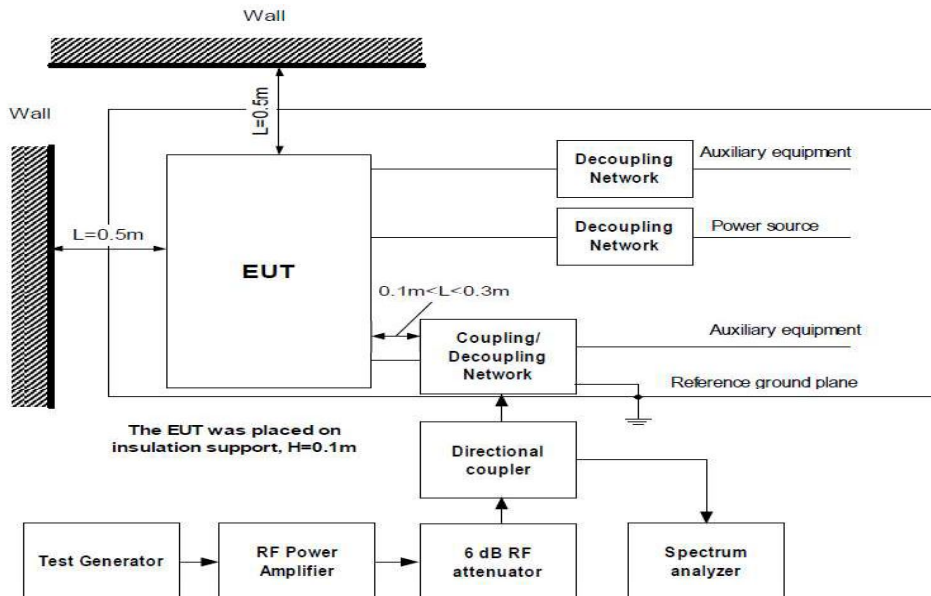 Wall
Wall
L=0.5m
Decoupling
Network
Auxiliary equipment
L=0.5m
EUT
Decoupling
Network
Power source
0.1m<L<0.3m
Coupling/
Decoupling
Network
Auxiliary equipment
Reference ground plane
The EUT was placed on
insulation support, H=0.1m
Directional
coupler
Test Generator
RF Power
Amplifier
6 dB RF
attenuator
Spectrum
analyzer